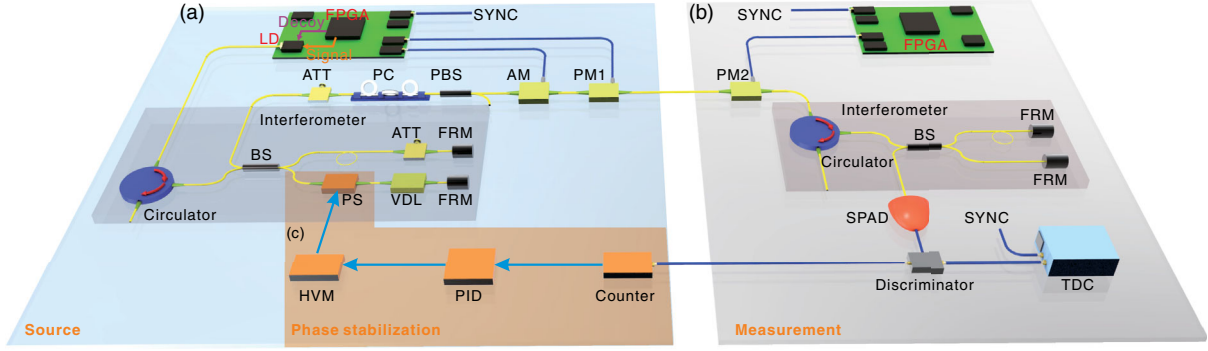 (a)
FPGA
Decoy
LD
Signal
SYNC
ATT
PC
PBS
AM
PM1
Interferometer
ATT
FRM
BS
PS
VDL
FRM
Circulator
(c)
HVM
PID
Counter
Source
Phase stabilization
(b)
SYNC
FPGA
PM2
Interferometer
FRM
BS
Circulator
FRM
SPAD
SYNC
Discriminator
TDC
Measurement